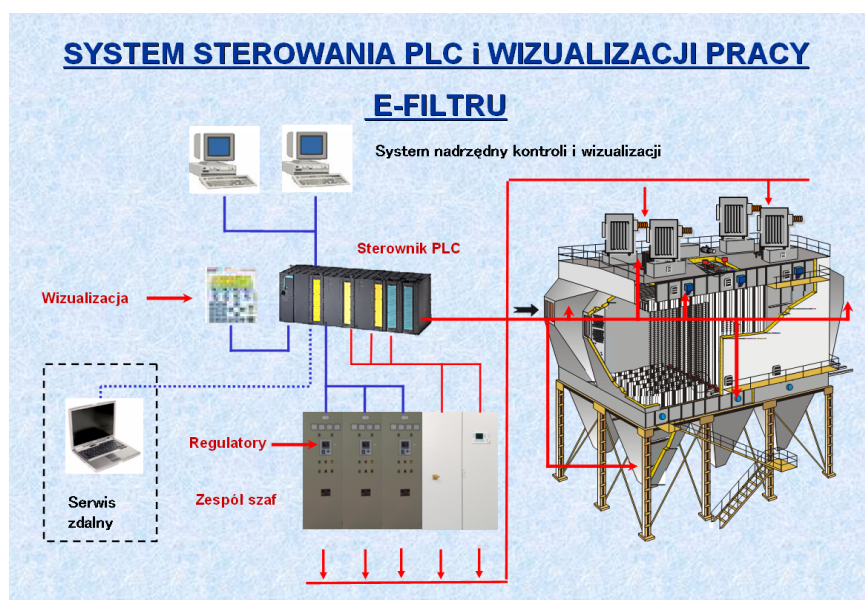 SYSTEM STEROWANIA PLC i WIZUALIZACJI PRACY
E-FILTRU
System nadrzędny kontroli i wizualizacji
Sterownik PLC
Wizualizacja
Regulatory
Zespół szaf
Serwis
zdalny